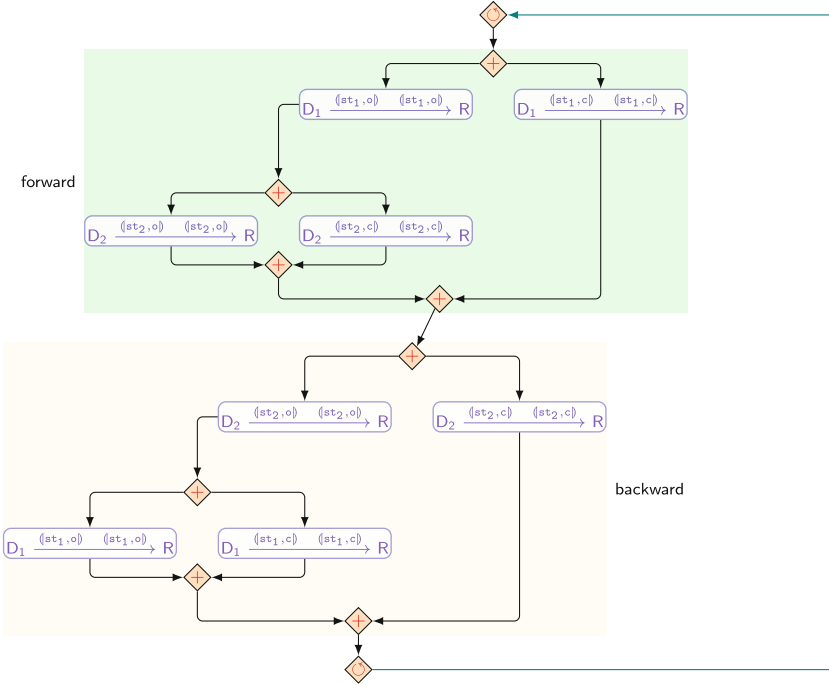 ⦇st₁,o⦈ ⦇st₁,o⦈ ⦇st₁,c⦈ ⦇st₁,c⦈
D₁ R D₁ R
forward
⦇st₂,o⦈ ⦇st₂,o⦈ ⦇st₂,c⦈ ⦇st₂,c⦈
D₂ R D₂ R
⦇st₂,o⦈ ⦇st₂,o⦈ ⦇st₂,c⦈ ⦇st₂,c⦈
D₂ R D₂ R
backward
⦇st₁,o⦈ ⦇st₁,o⦈ ⦇st₁,c⦈ ⦇st₁,c⦈
D₁ R D₁ R